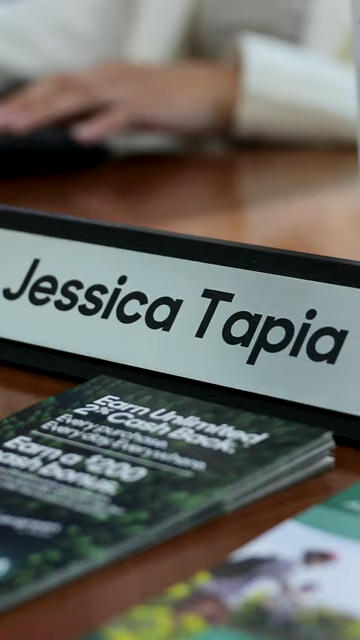 Jessica Tapia
Earn Unlimited
2% Cash Back.
Every purchase.
Every day. Everywhere.
Earn a $200
cash bonus.